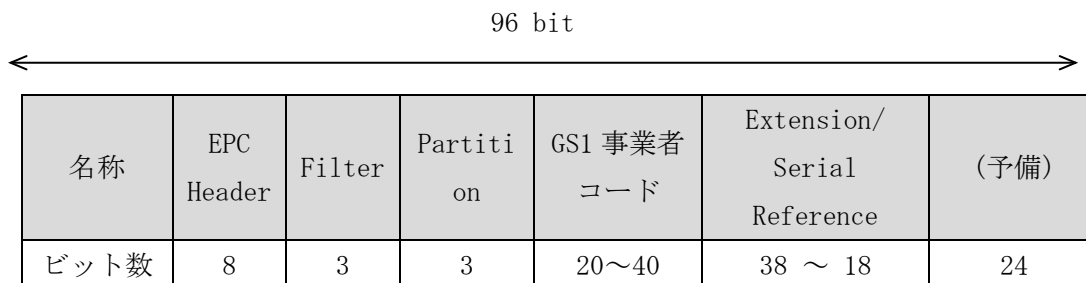 96 bit
名称
EPC
Header
Filter
Partiti
on
GS1 事業者
コード
Extension/
Serial
Reference
(予備)
ビット数
8
3
3
20～40
38 ～ 18
24